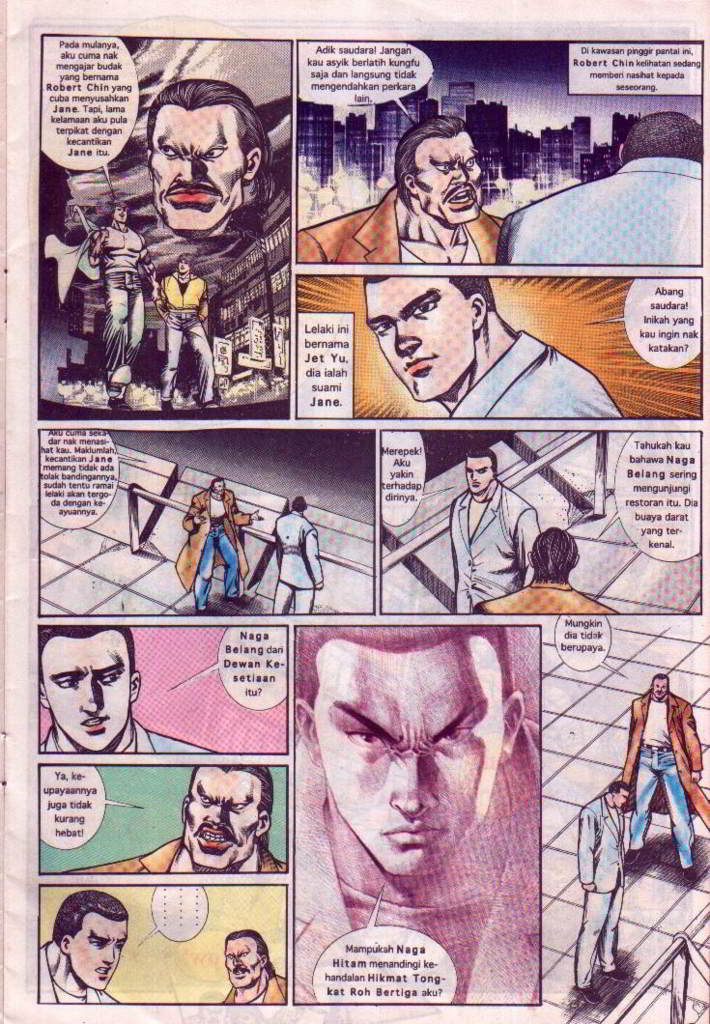 Pada mulanya,
aku cuma nak
mengajar budak
yang bernama
Robert Chin yang
cuba menyusahkan
Jane. Tapi, lama
kelamaan aku pula
terpikat dengan
kecantikan
Jane itu.
Adik saudara! Jangan
kau asyik berlatih kungfu
saja dan langsung tidak
mengendahkan perkara
lain.
Di kawasan pinggir pantai ini,
Robert Chin kelihatan sedang
memberi nasihat kepada
seseorang.
Lelaki ini
bernama
Jet Yu,
dia ialah
suami
Jane.
Abang
saudara!
Inikah yang
kau nak
katakan?
Aku cuma seka-
dar nak menasi-
hat kau. Maklumlah,
kecantikan Jane
memang tidak ada
tolak bandingannya,
sudah tentu ramai
lelaki akan tergo-
da dengan ke-
ayuannya.
Merepek!
Aku
yakin
terhadap
dirinya.
Tahukah kau
bahawa Naga
Belang sering
mengunjungi
restoran itu. Dia
buaya darat
yang ter-
kenal.
Naga
Belang dari
Dewan Ke-
setiaan
itu?
Ya, ke-
upayaannya
juga tidak
kurang
hebat!
Mampukah Naga
Hitam menandingi ke-
handalan Hikmat Tong-
kat Roh Bertiga aku?
Mungkin
dia tidak
berupaya.